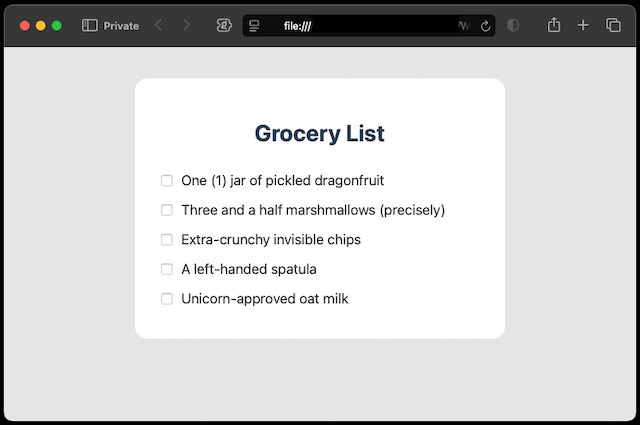 Private
file:///
Grocery List
One (1) jar of pickled dragonfruit
Three and a half marshmallows (precisely)
Extra-crunchy invisible chips
A left-handed spatula
Unicorn-approved oat milk